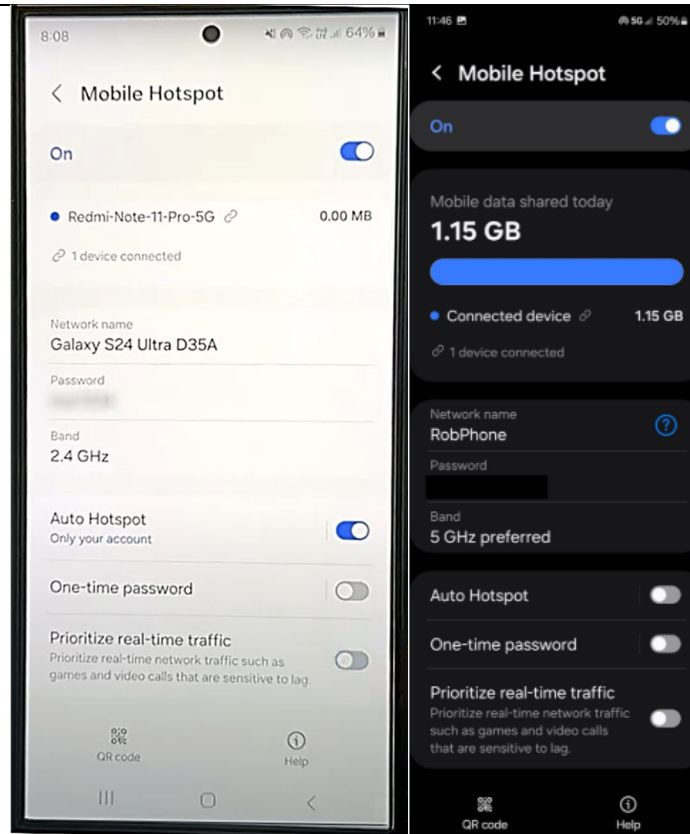 8:08
64%
Mobile Hotspot
On
Redmi-Note-11-Pro-5G 0.00 MB
1 device connected
Network name
Galaxy S24 Ultra D35A
Password
Band
2.4 GHz
Auto Hotspot
Only your account
One-time password
Prioritize real-time traffic
Prioritize real-time network traffic such as
games and video calls that are sensitive to lag
QR code Help
11:46 5G 50%
Mobile Hotspot
On
Mobile data shared today
1.15 GB
Connected device 1.15 GB
1 device connected
Network name
RobPhone
?
Password
Band
5 GHz preferred
Auto Hotspot
One-time password
Prioritize real-time traffic
Prioritize real-time network traffic
such as games and video calls
that are sensitive to lag.
QR code Help